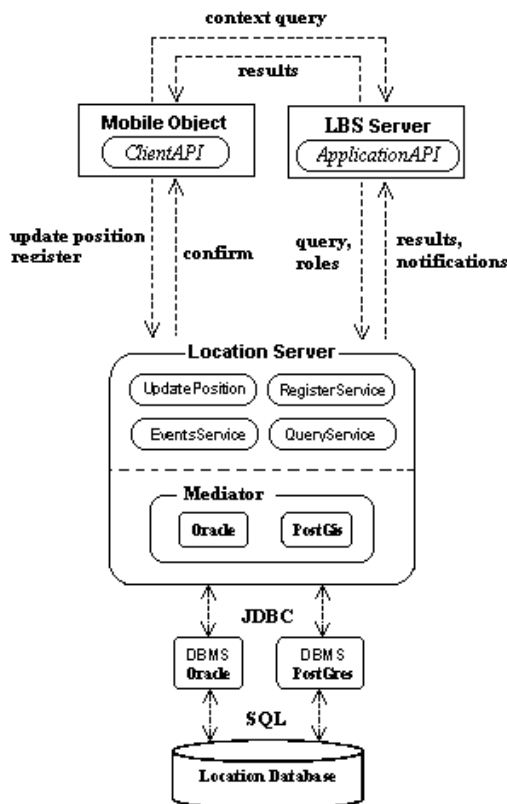 context query
results
Mobile Object
ClientAPI
LBS Server
ApplicationAPI
update position
register
confirm
query,
roles
results,
notifications
Location Server
UpdatePosition
RegisterService
EventsService
QueryService
Mediator
Oracle
PostGis
JDBC
DBMS
Oracle
DBMS
PostGres
SQL
Location Database